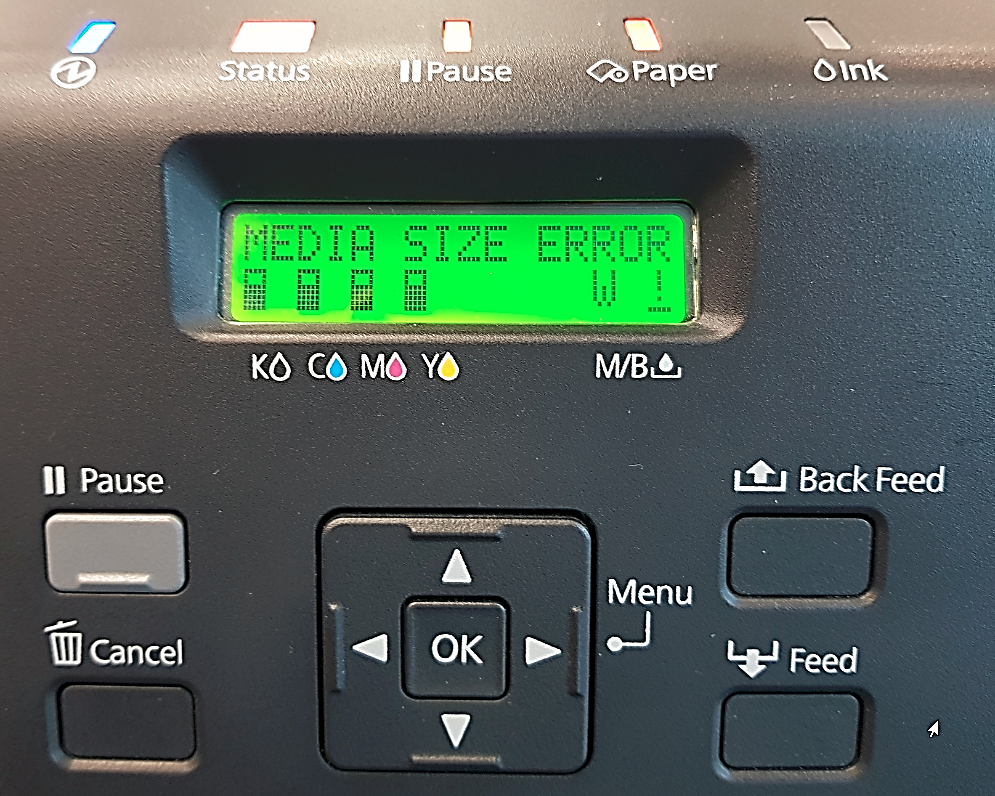 Status
Pause
Paper
Ink
MEDIA SIZE ERROR
W !
K C M Y
M/B
Pause
Back Feed
Menu
OK
Cancel
Feed